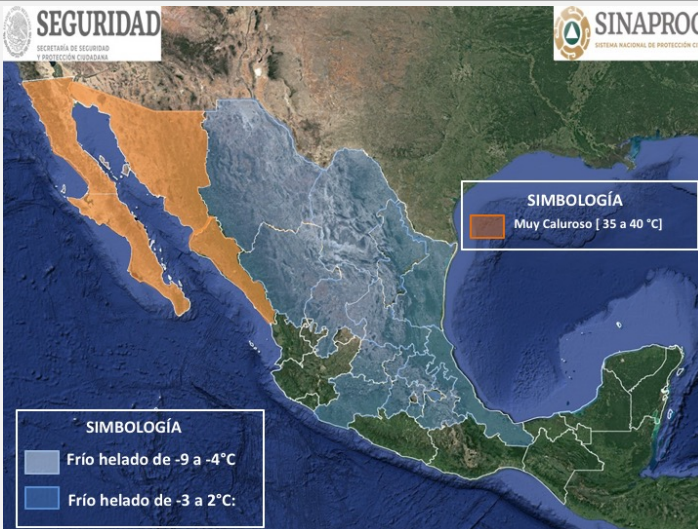 SEGURIDAD
SECRETARÍA DE SEGURIDAD
Y PROTECCIÓN CIUDADANA
SINAPROC
SISTEMA NACIONAL DE PROTECCIÓN CI
SIMBOLOGÍA
Muy Caluroso [ 35 a 40 °C]
SIMBOLOGÍA
Frío helado de -9 a -4°C
Frío helado de -3 a 2°C: